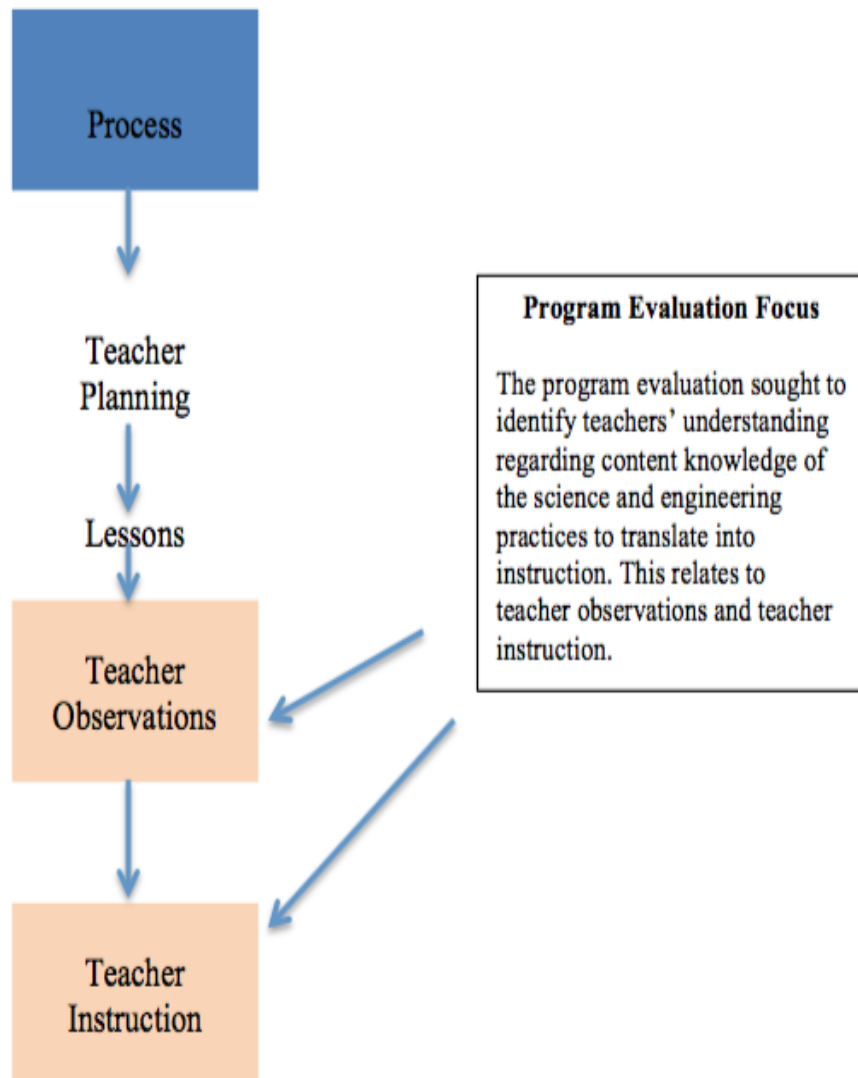 Process
Teacher
Planning
Lessons
Teacher
Observations
Teacher
Instruction
Program Evaluation Focus
The program evaluation sought to
identify teachers’ understanding
regarding content knowledge of
the science and engineering
practices to translate into
instruction. This relates to
teacher observations and teacher
instruction.